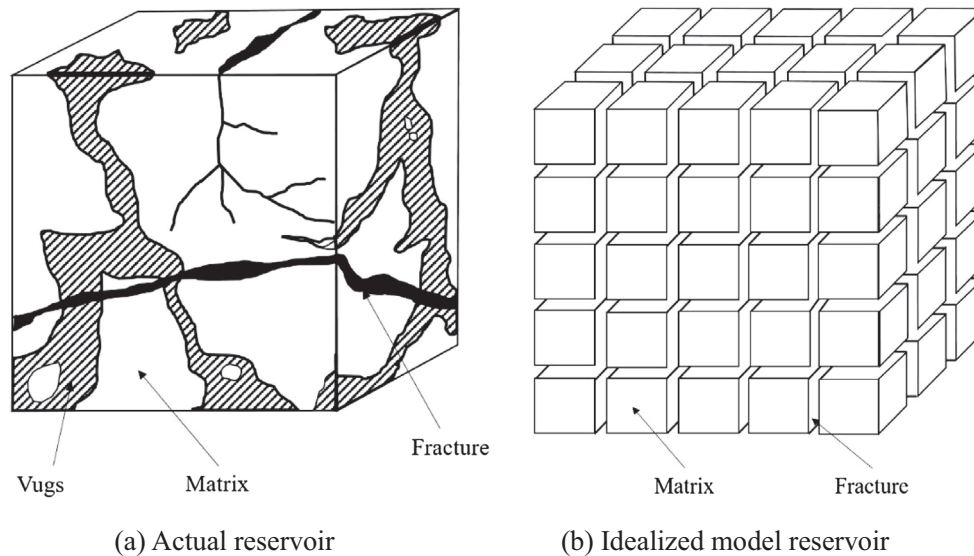 Fracture
Vugs
Matrix
Matrix
Fracture
(a) Actual reservoir
(b) Idealized model reservoir